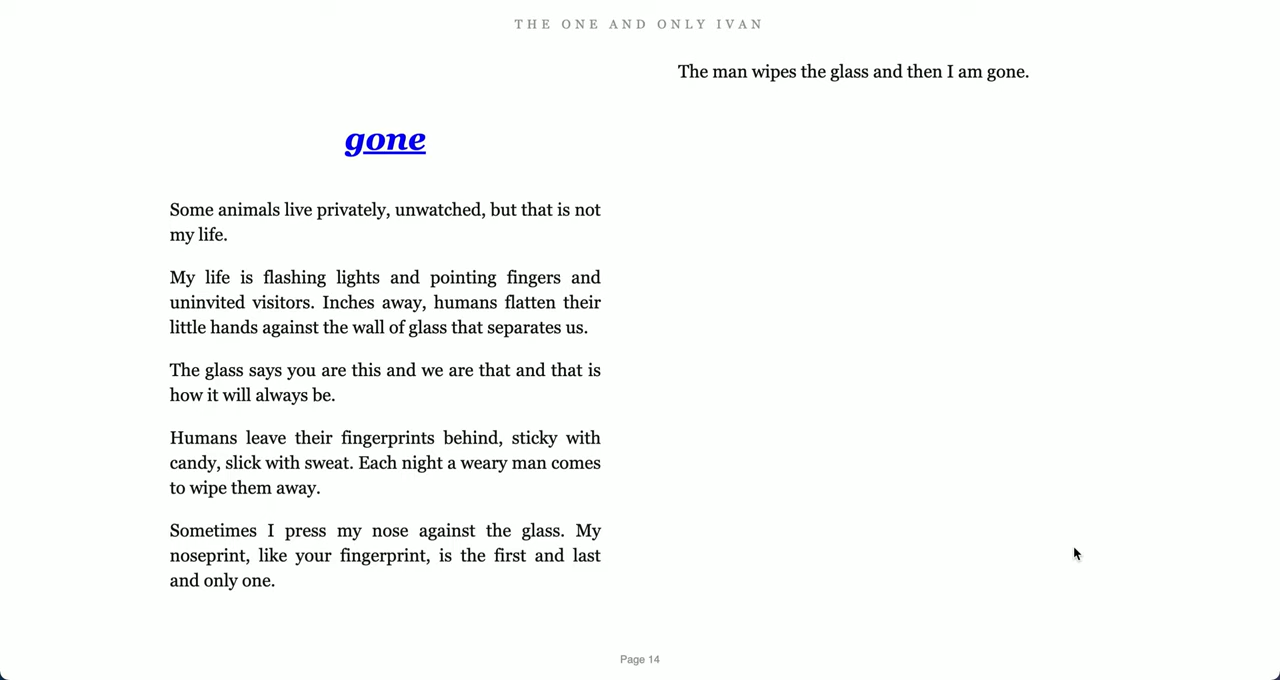 THE ONE AND ONLY IVAN
gone
Some animals live privately, unwatched, but that is not
my life.
My life is flashing lights and pointing fingers and
uninvited visitors. Inches away, humans flatten their
little hands against the wall of glass that separates us.
The glass says you are this and we are that and that is
how it will always be.
Humans leave their fingerprints behind, sticky with
candy, slick with sweat. Each night a weary man comes
to wipe them away.
Sometimes I press my nose against the glass. My
noseprint, like your fingerprint, is the first and last
and only one.
The man wipes the glass and then I am gone.
Page 14